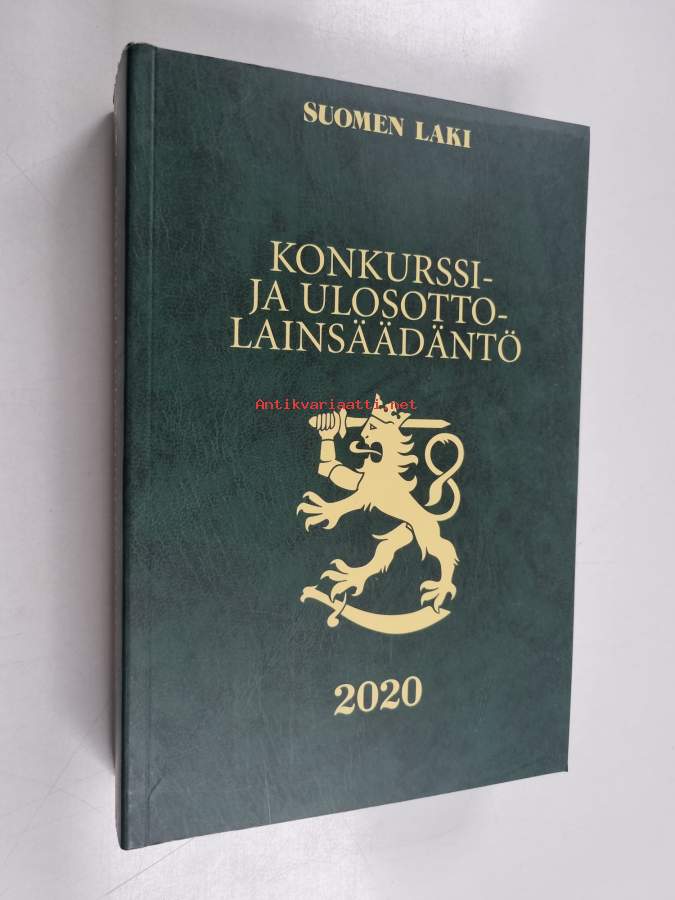 SUOMEN LAKI
KONKURSSI-
JA ULOSOTTO-
LAINSÄÄDÄNTÖ
Antikvariaatti.net
2020